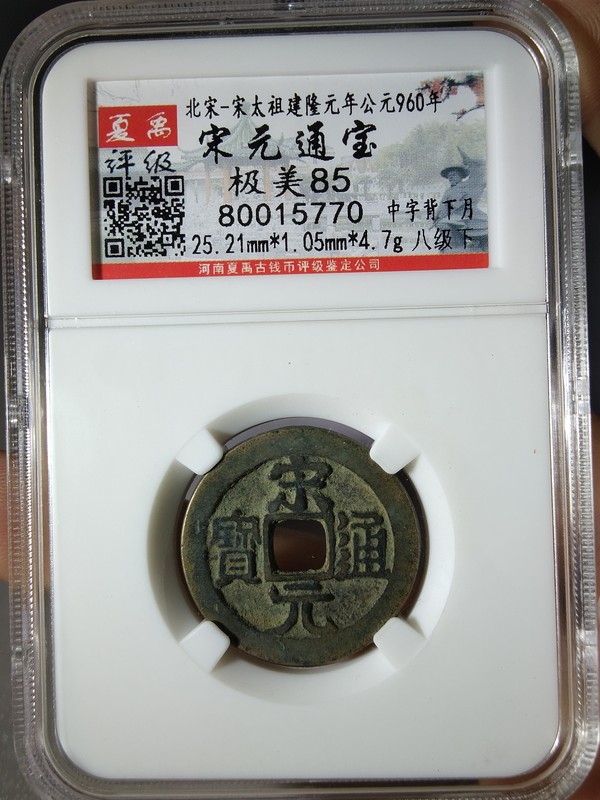 北宋-宋太祖建隆元年公元960年
夏禹
评级
宋元通宝
极美85
80015770 中字背下月
25.21mm*1.05mm*4.7g 八级下
河南夏禹古钱币评级鉴定公司
宋元通寶